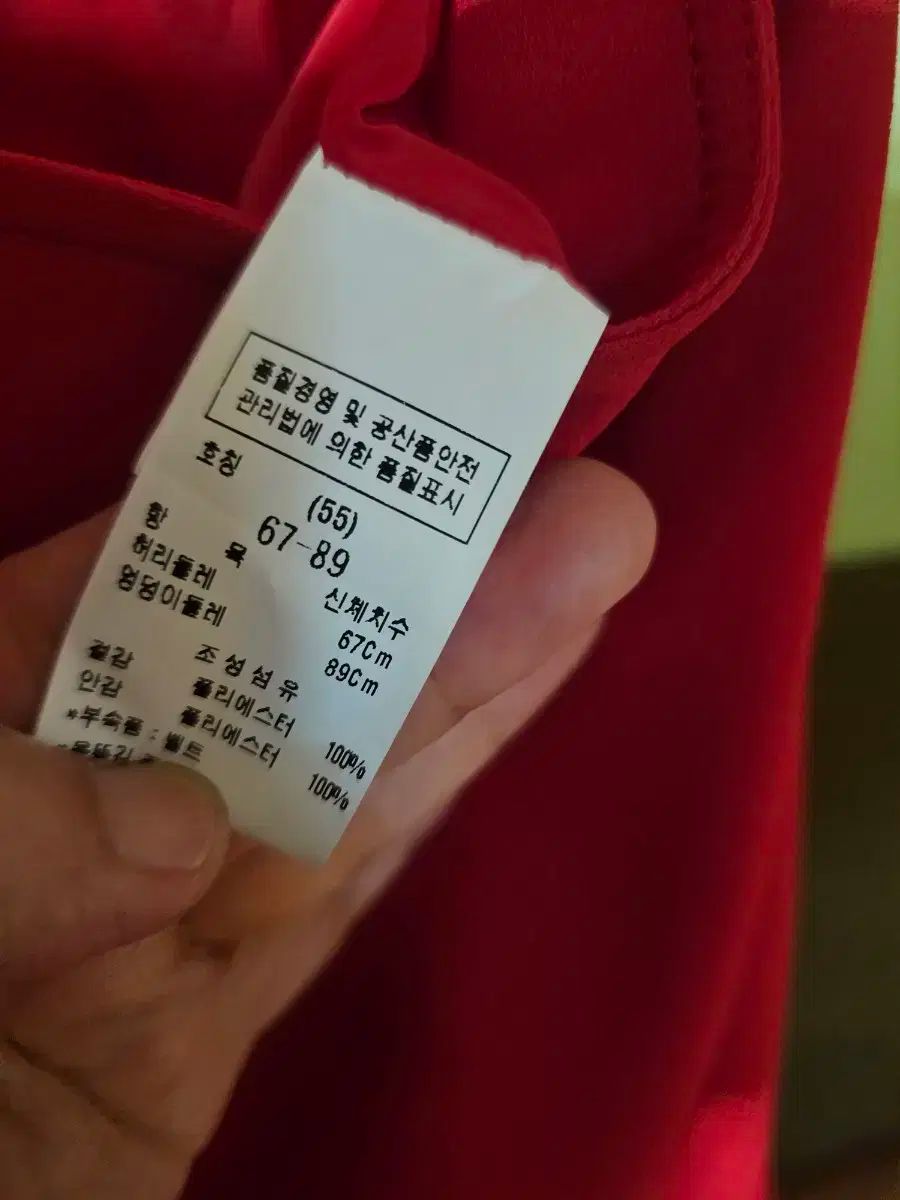 품질경영 및 공산품안전
관리법에 의한 품질표시
호칭 (55)
67-89
항 목 신체치수
허리둘레 67Cm
엉덩이둘레 89Cm
조성섬유
겉감 폴리에스터 100%
안감 폴리에스터 100%
*부속품 : 벨트